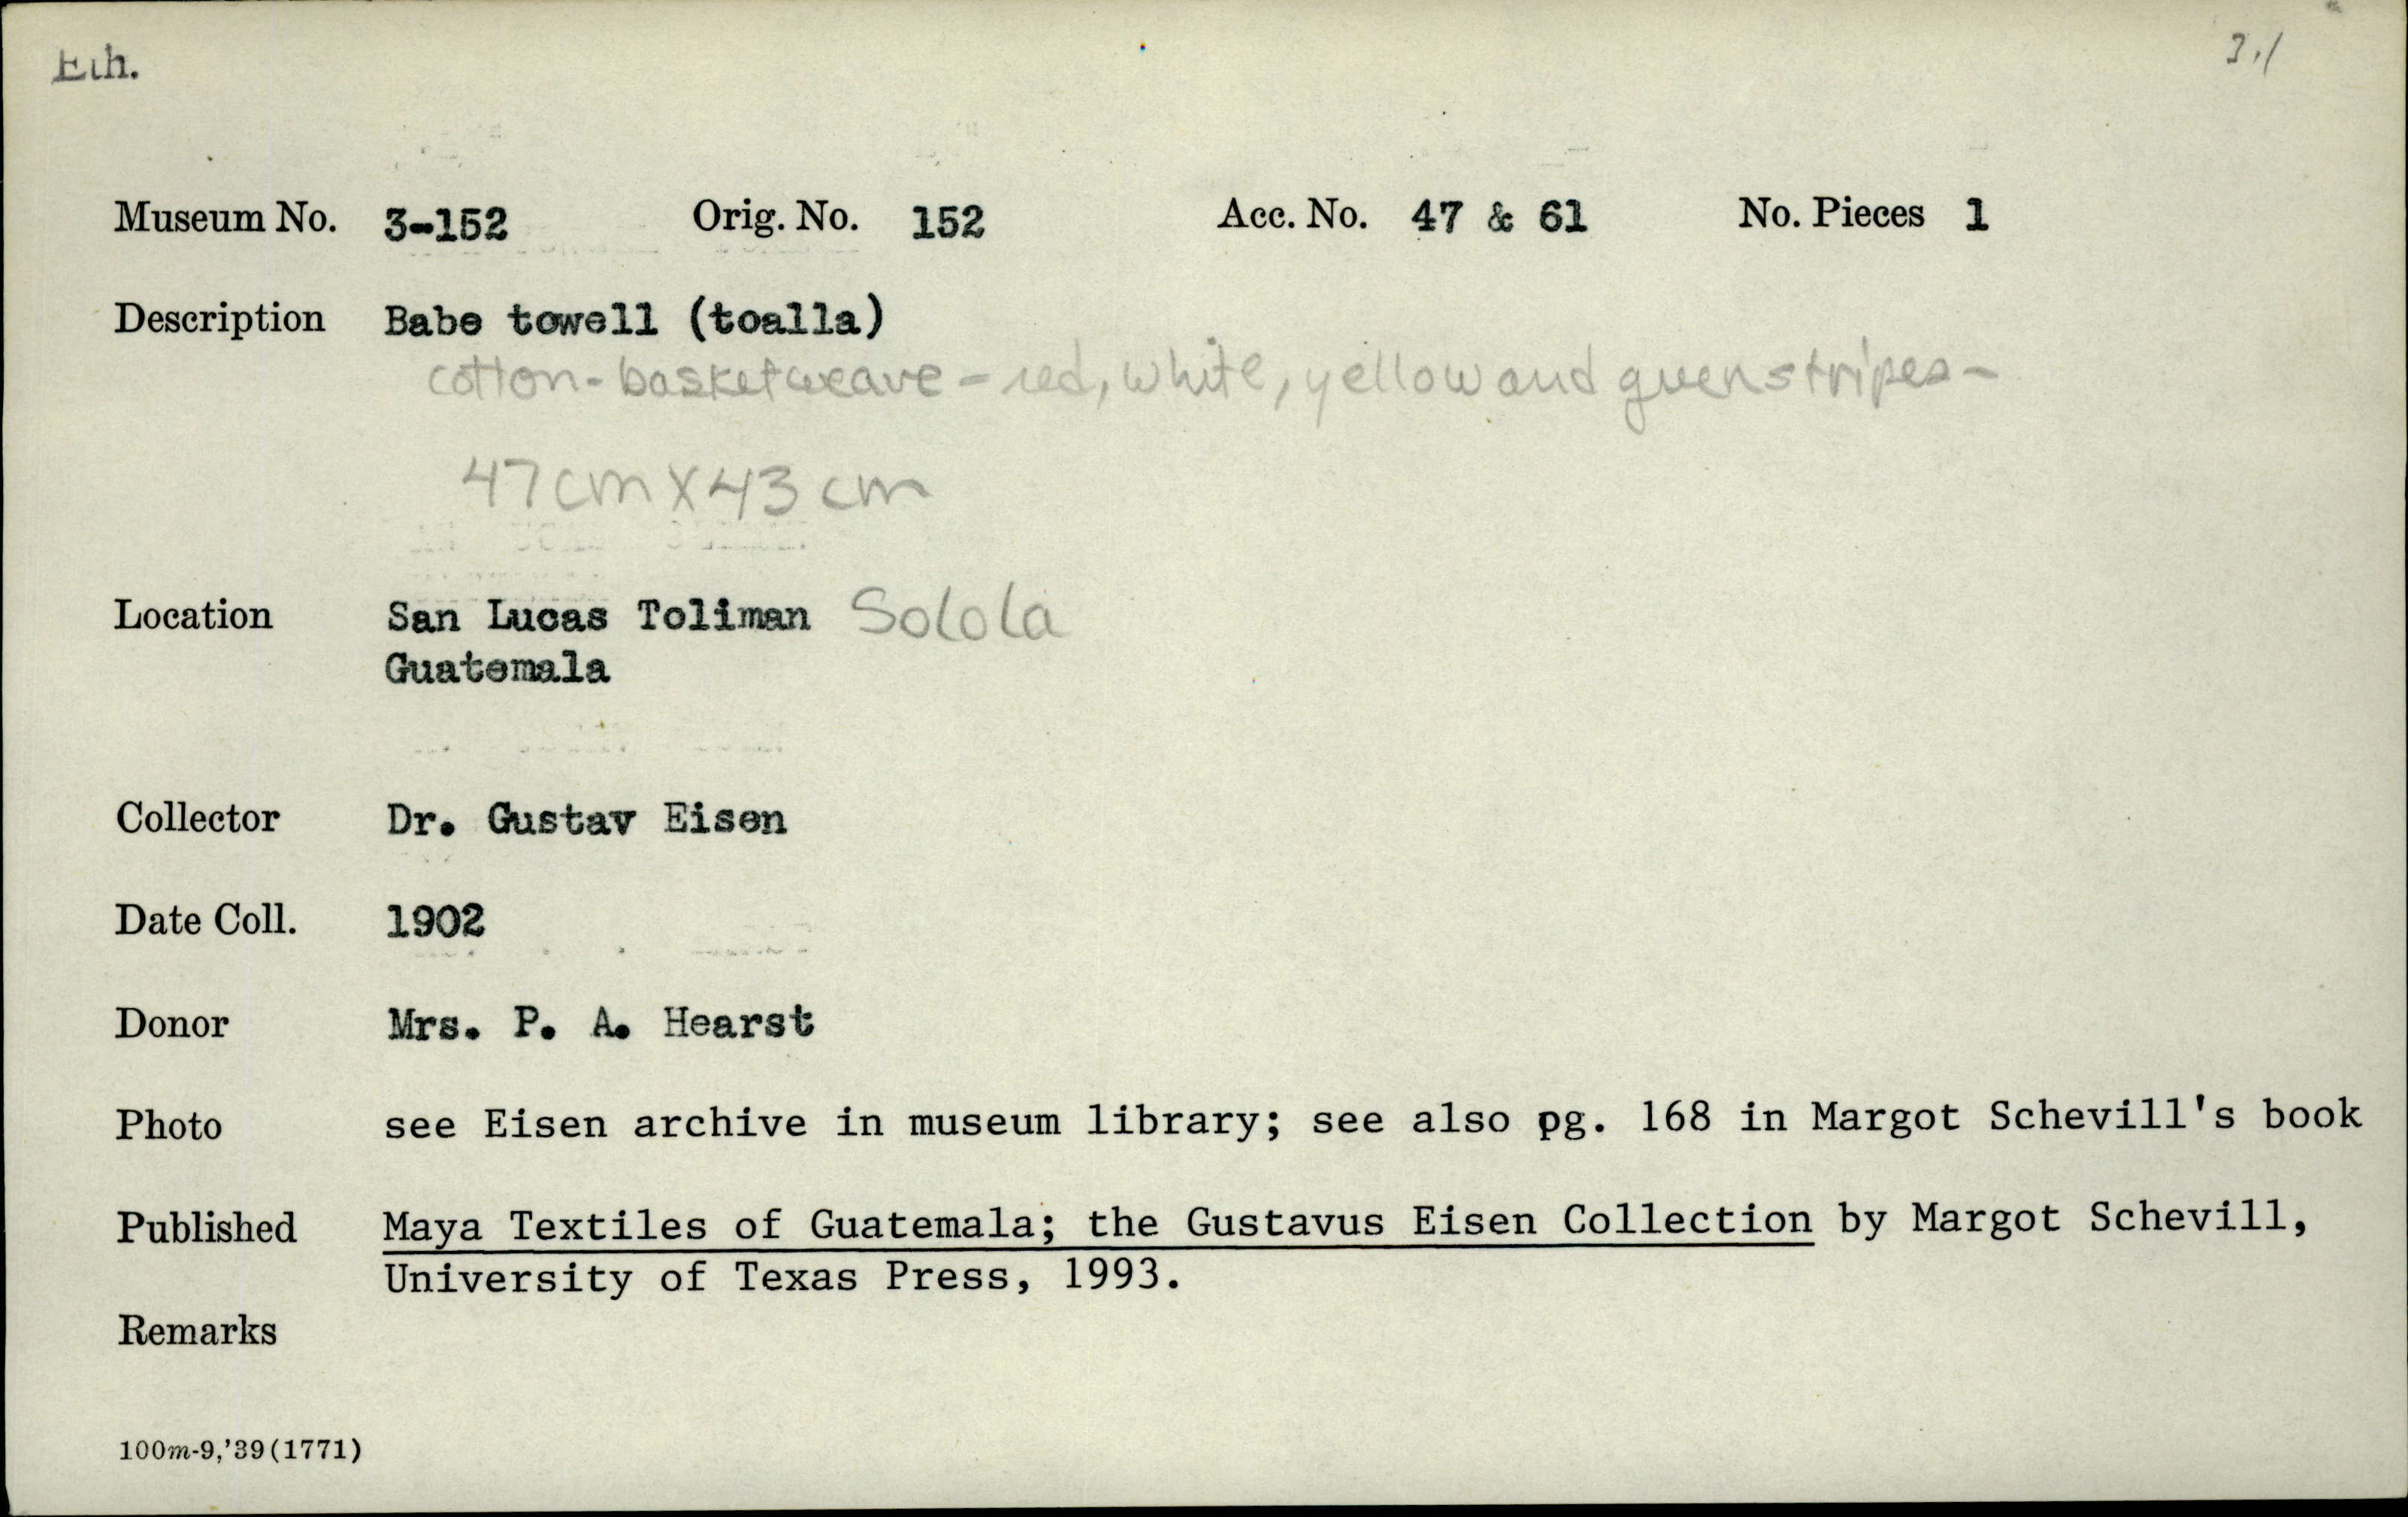 Eth. 3.1
Museum No. 3-152 Orig. No. 152 Acc. No. 47 & 61 No. Pieces 1
Description Babe towell (toalla)
cotton-basketweave - red, white, yellow and green stripes -
47cm X 43 cm
Location San Lucas Toliman Solola
Guatemala
Collector Dr. Gustav Eisen
Date Coll. 1902
Donor Mrs. P. A. Hearst
Photo see Eisen archive in museum library; see also pg. 168 in Margot Schevill's book
Published Maya Textiles of Guatemala; the Gustavus Eisen Collection by Margot Schevill,
University of Texas Press, 1993.
Remarks
100m-9,'39(1771)